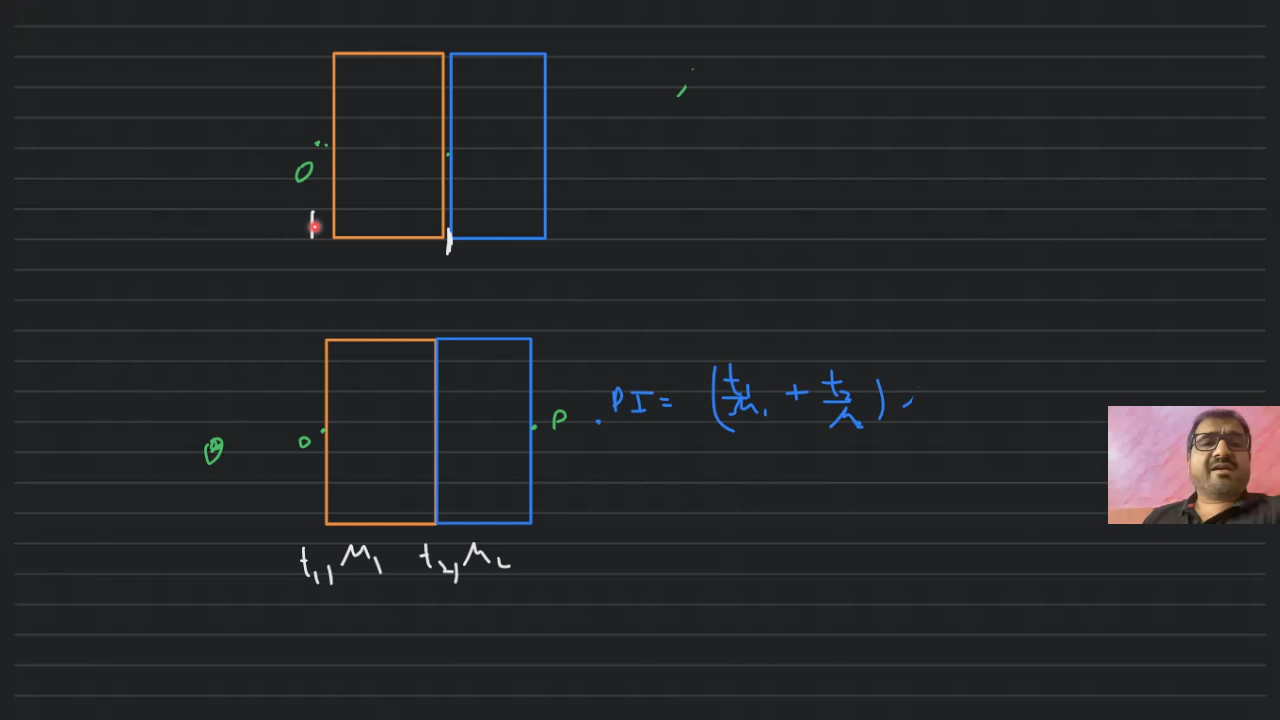 O
O P . PI = (t₁/μ₁ + t₂/μ₂)
t₁, μ₁ t₂, μ₂